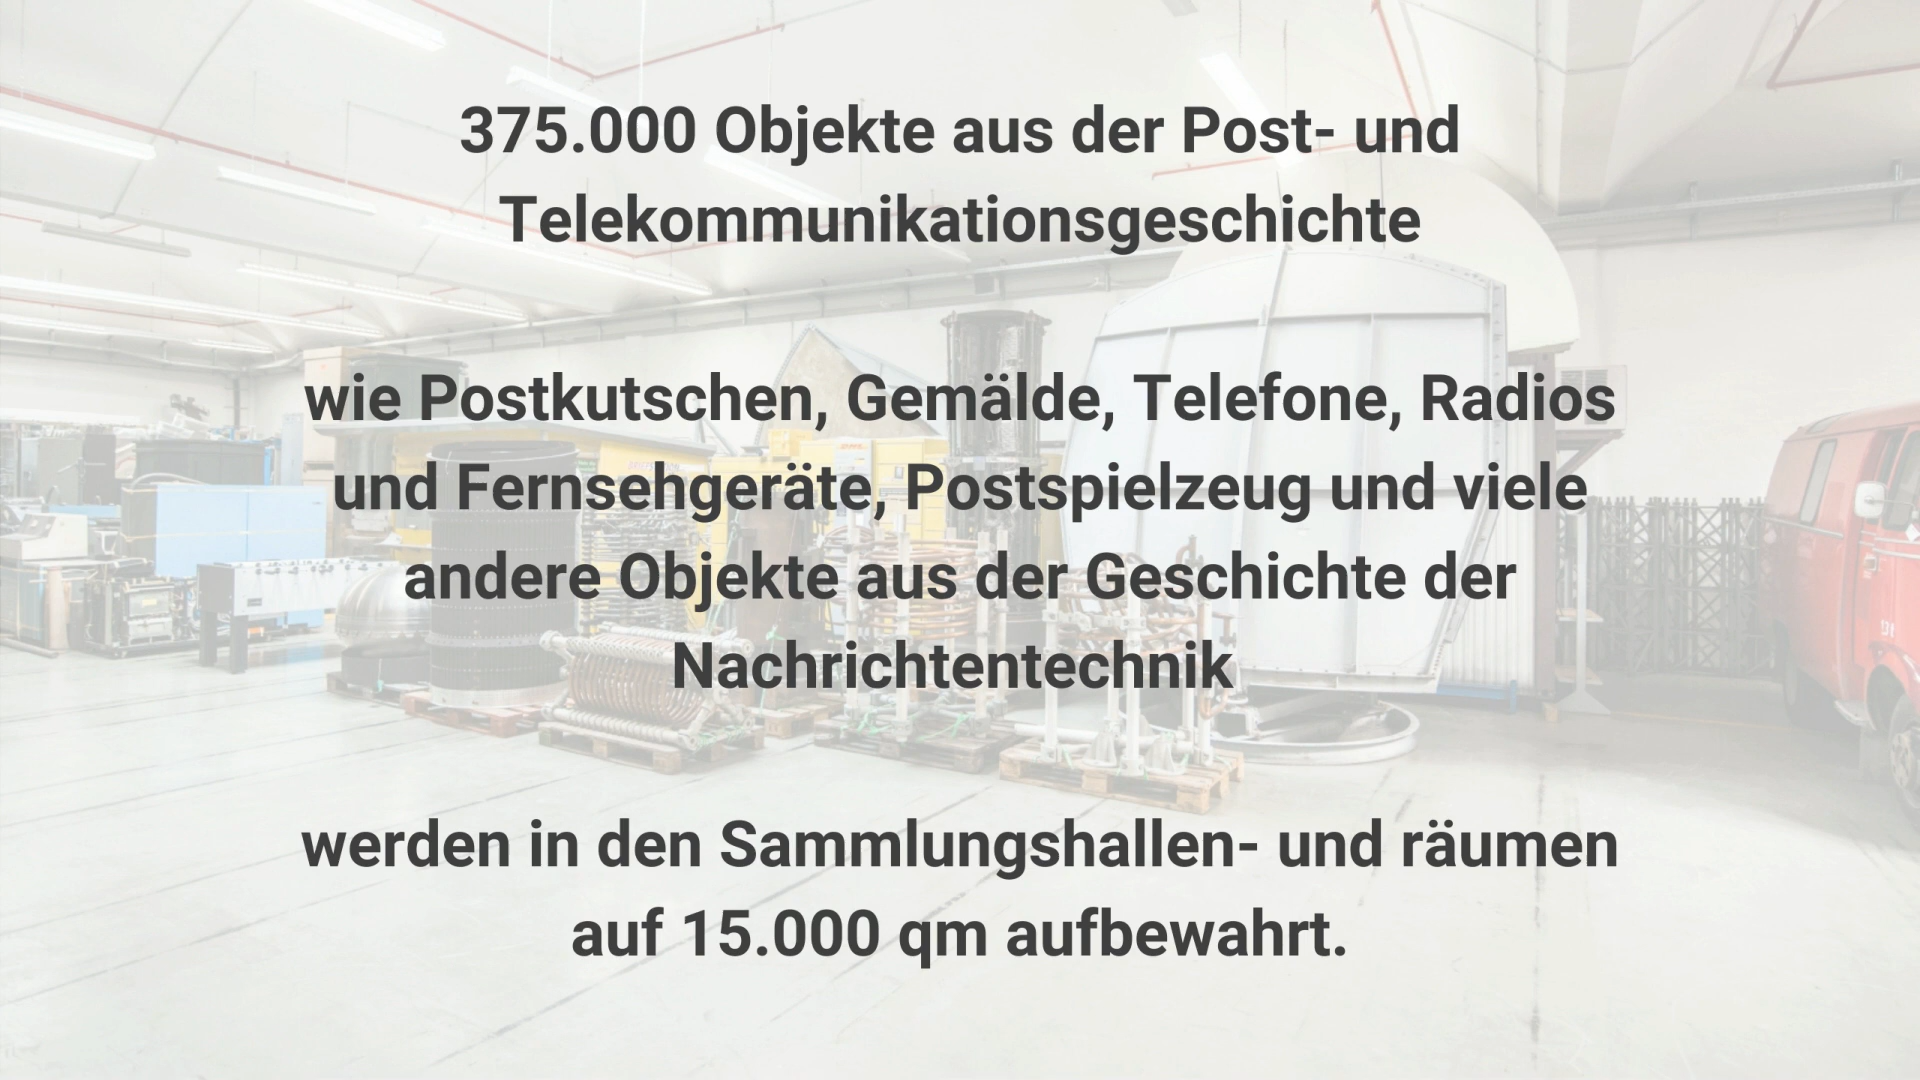 375.000 Objekte aus der Post- und
Telekommunikationsgeschichte
wie Postkutschen, Gemälde, Telefone, Radios
und Fernsehgeräte, Postspielzeug und viele
andere Objekte aus der Geschichte der
Nachrichtentechnik
werden in den Sammlungshallen- und räumen
auf 15.000 qm aufbewahrt.